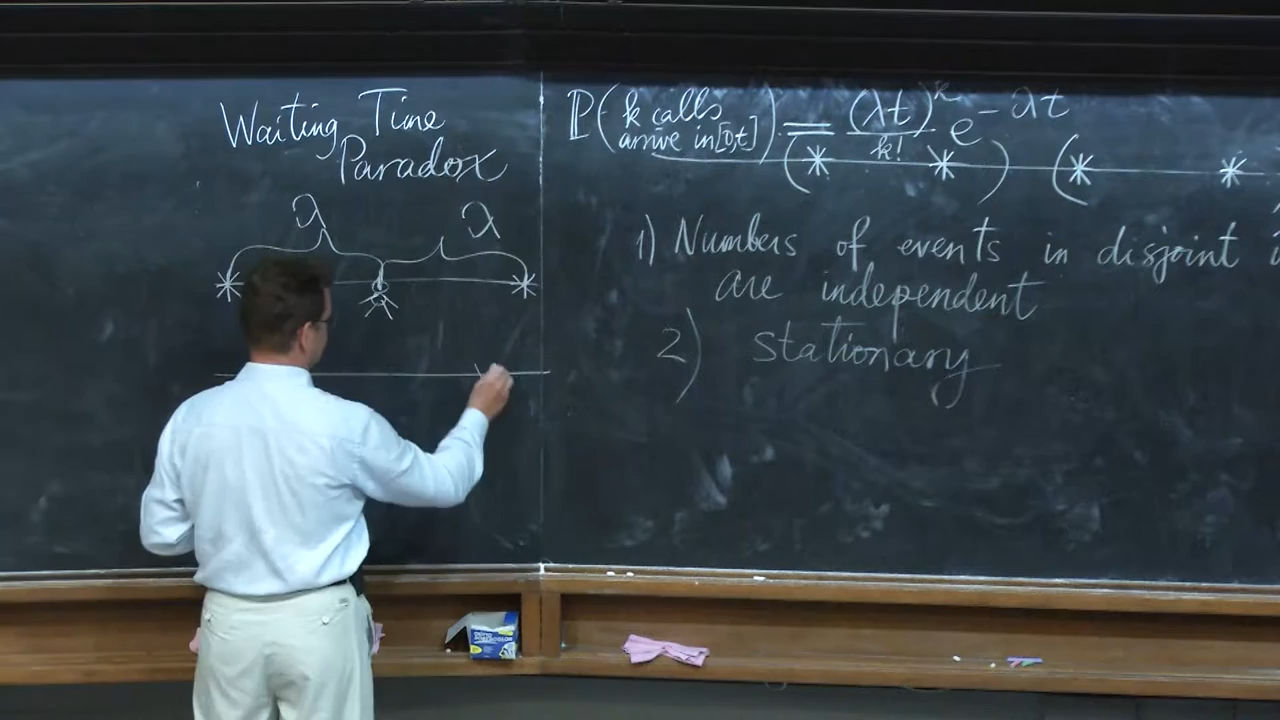 Waiting Time
Paradox
λ λ
ℙ(k calls arrive in [0,t]) = (λt)^k / k! e^{-λt}
1) Numbers of events in disjoint
are independent
2) Stationary